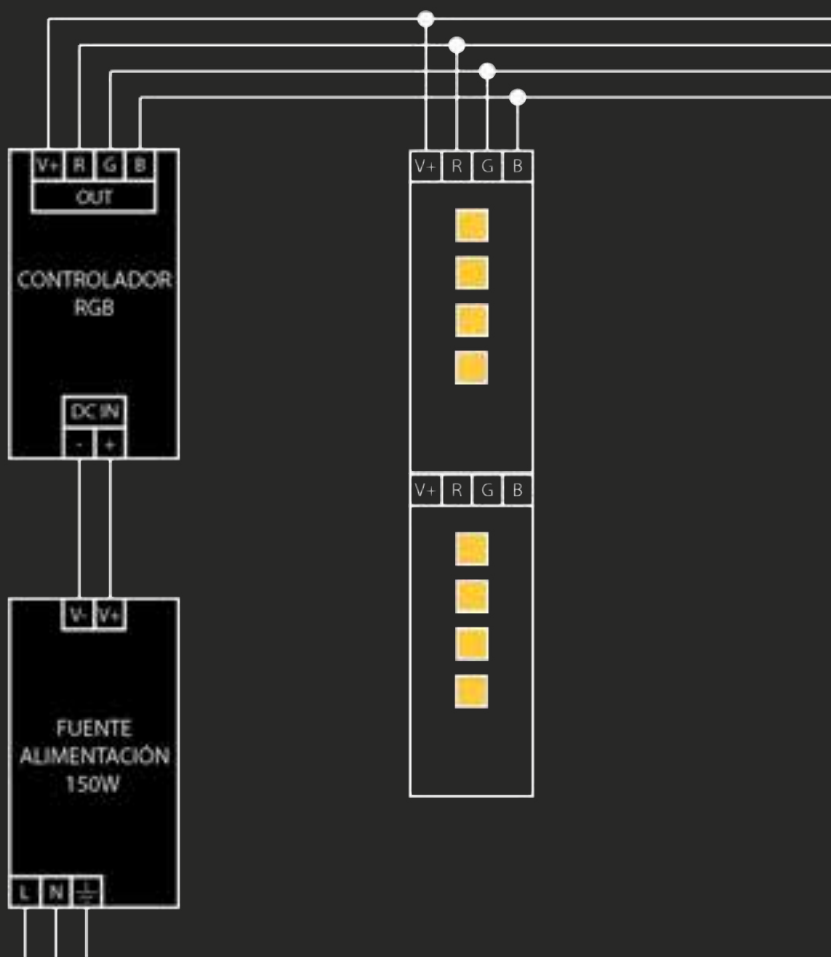 V+ R G B
OUT
CONTROLADOR
RGB
DC IN
- +
V- V+
FUENTE
ALIMENTACIÓN
150W
L N
V+ R G B
V+ R G B